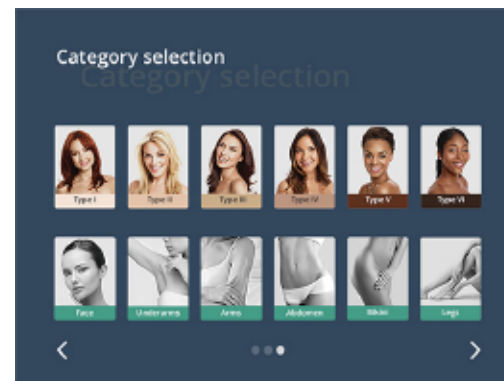 Category selection
Category selection
Type I Type II Type III Type IV Type V Type VI
Face Underarms Arms Abdomen Bikini Legs